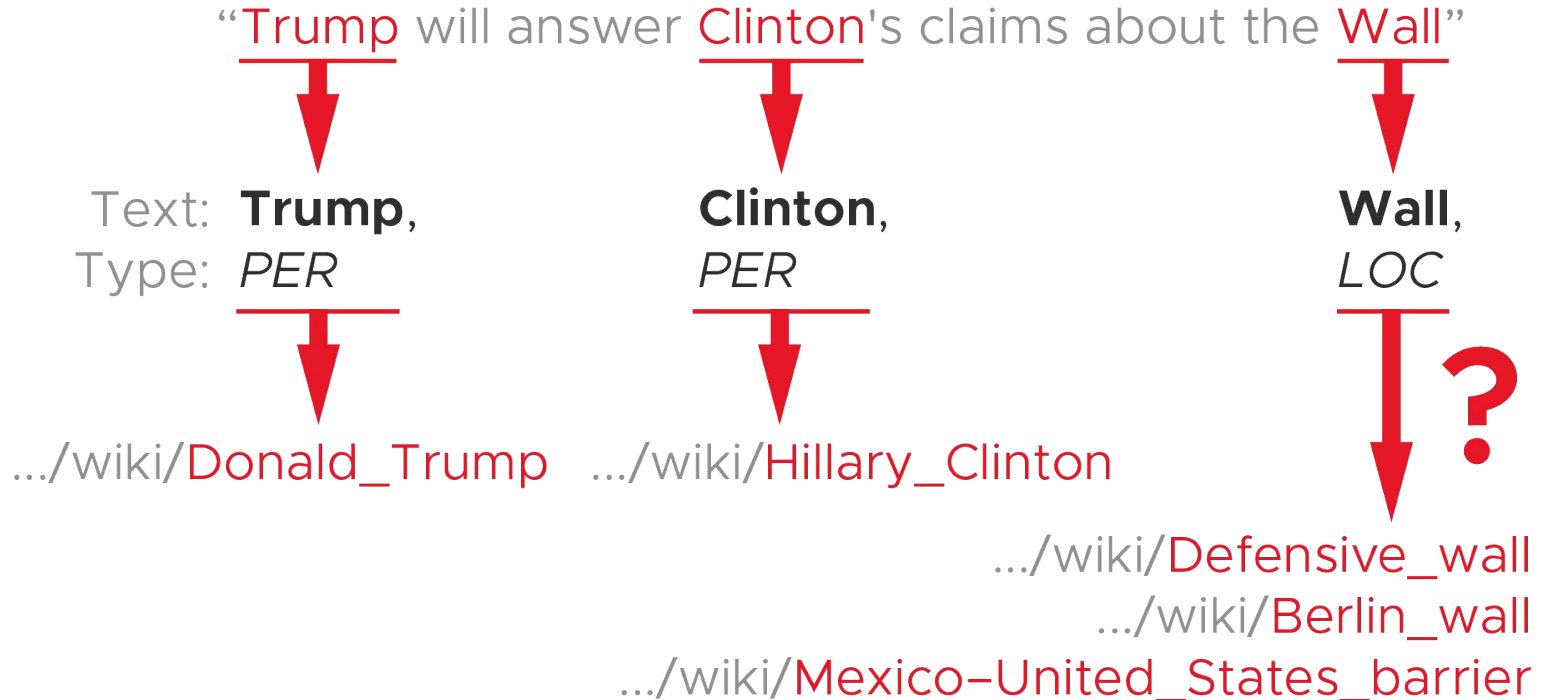 “Trump will answer Clinton's claims about the Wall”
Text: Trump, Clinton, Wall,
Type: PER PER LOC
?
.../wiki/Donald_Trump .../wiki/Hillary_Clinton
.../wiki/Defensive_wall
.../wiki/Berlin_wall
.../wiki/Mexico–United_States_barrier